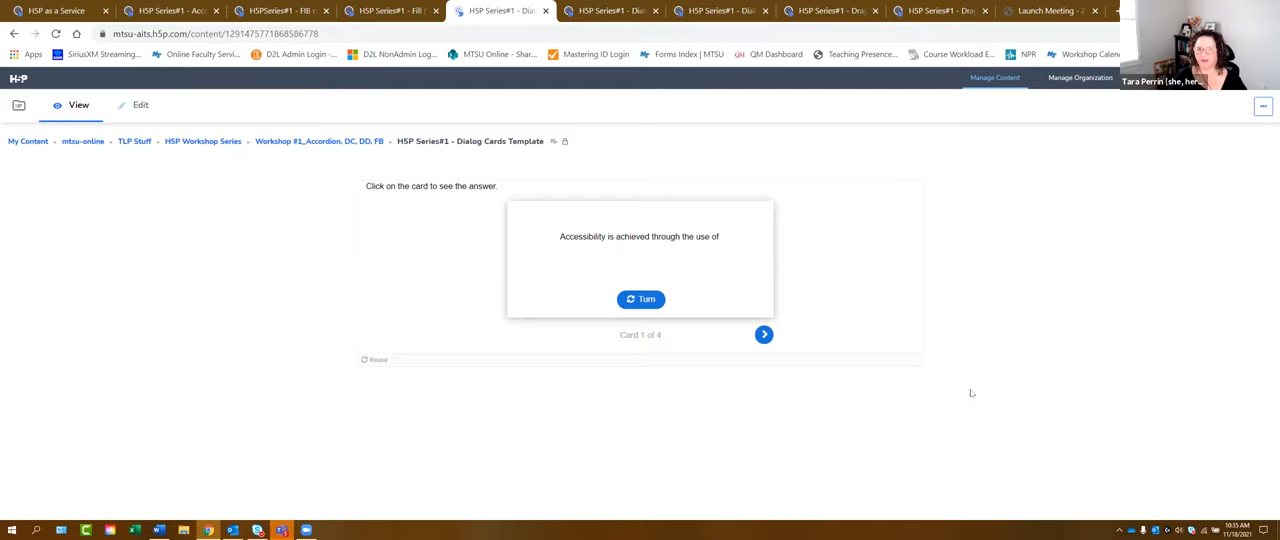 H5P as a Service
H5P Series#1 - Acc
H5PSeries#1 - FIB
H5P Series#1 - Fill (
H5P Series#1 - Dial
H5P Series#1 - Dial
H5P Series#1 - Dial
H5P Series#1 - Drag
H5P Series#1 - Dra
Launch Meeting - Z
mtsu-aits.h5p.com/content/1291475771868586778
Apps
SiriusXM Streaming...
Online Faculty Servi...
D2L Admin Login -...
D2L NonAdmin Log...
MTSU Online - Shar...
Mastering ID Login
Forms Index | MTSU
QM Dashboard
Teaching Presence...
Course Workload E...
NPR
Workshop Calend
H5P
Manage Content
Manage Organization
Tara Perrin (she, her...
View
Edit
My Content
mtsu-online
TLP Stuff
H5P Workshop Series
Workshop #1_Accordion, DC, DD, FB
H5P Series#1 - Dialog Cards Template
Click on the card to see the answer.
Accessibility is achieved through the use of
Turn
Card 1 of 4
Reuse
10:35 AM
11/18/2021